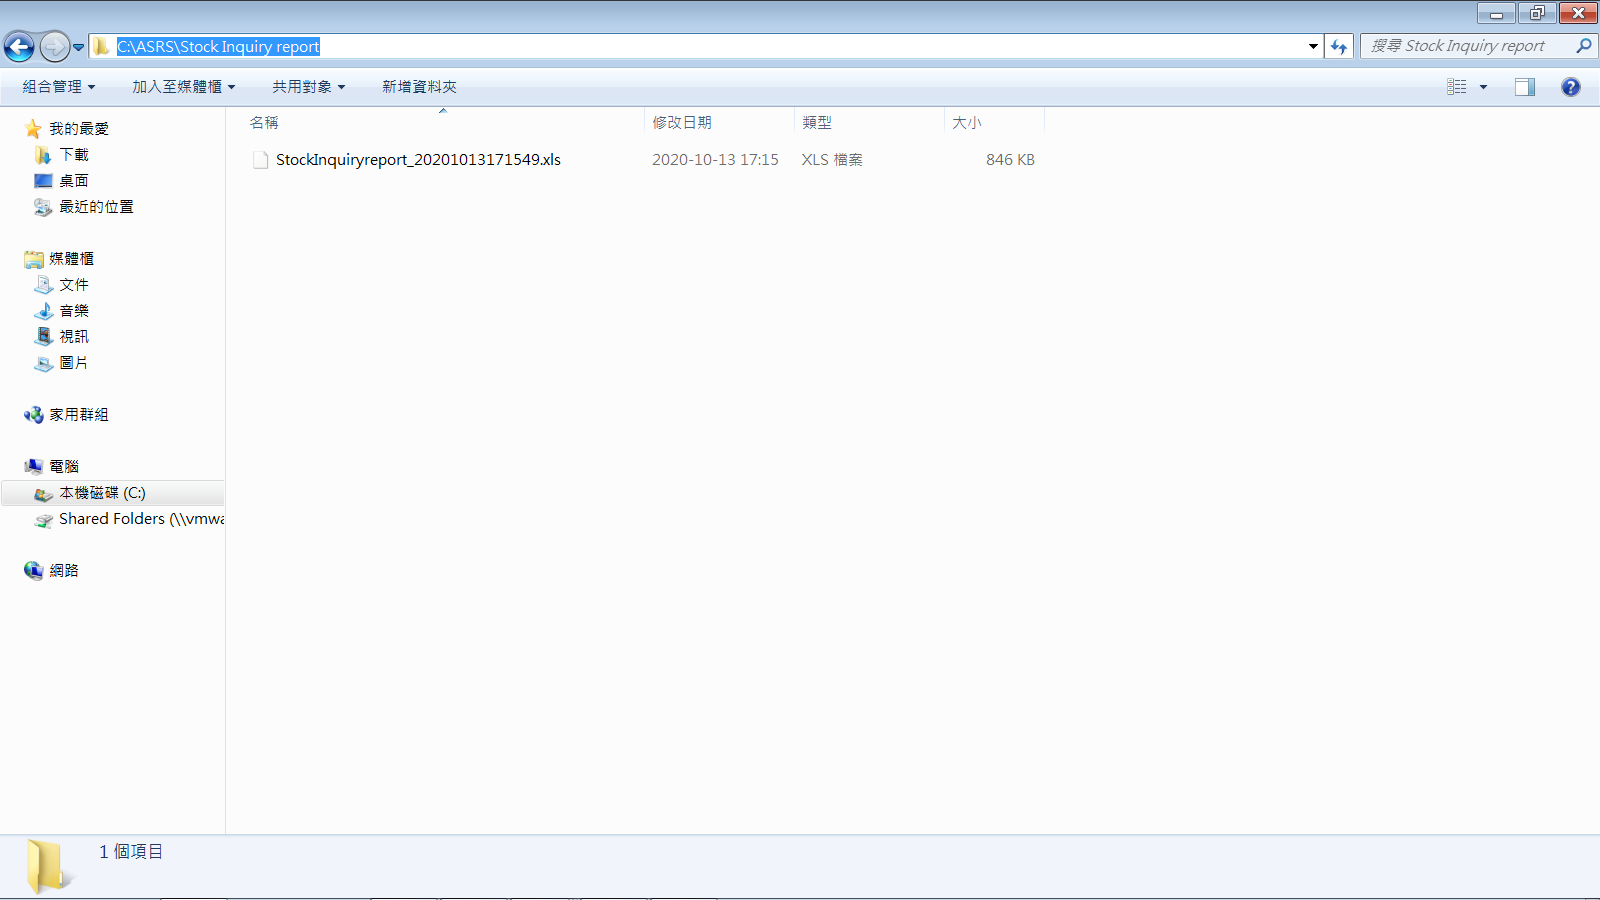 C:\ASRS\Stock Inquiry report
搜尋 Stock Inquiry report
組合管理 加入至媒體櫃 共用對象 新增資料夾
名稱 修改日期 類型 大小
StockInquiryreport_20201013171549.xls 2020-10-13 17:15 XLS 檔案 846 KB
我的最愛
下載
桌面
最近的位置
媒體櫃
文件
音樂
視訊
圖片
家用群組
電腦
本機磁碟 (C:)
Shared Folders (\\vmwa
網路
1 個項目